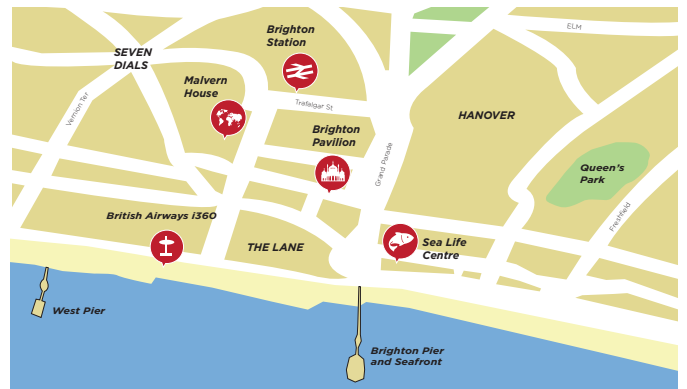 Brighton
Station
ELM
SEVEN
DIALS
Malvern
House
Vernon Ter
Trafalgar St.
HANOVER
Brighton
Pavilion
Grand Parade
Queen's
Park
Freshfield
British Airways i360
THE LANE
Sea Life
Centre
West Pier
Brighton Pier
and Seafront